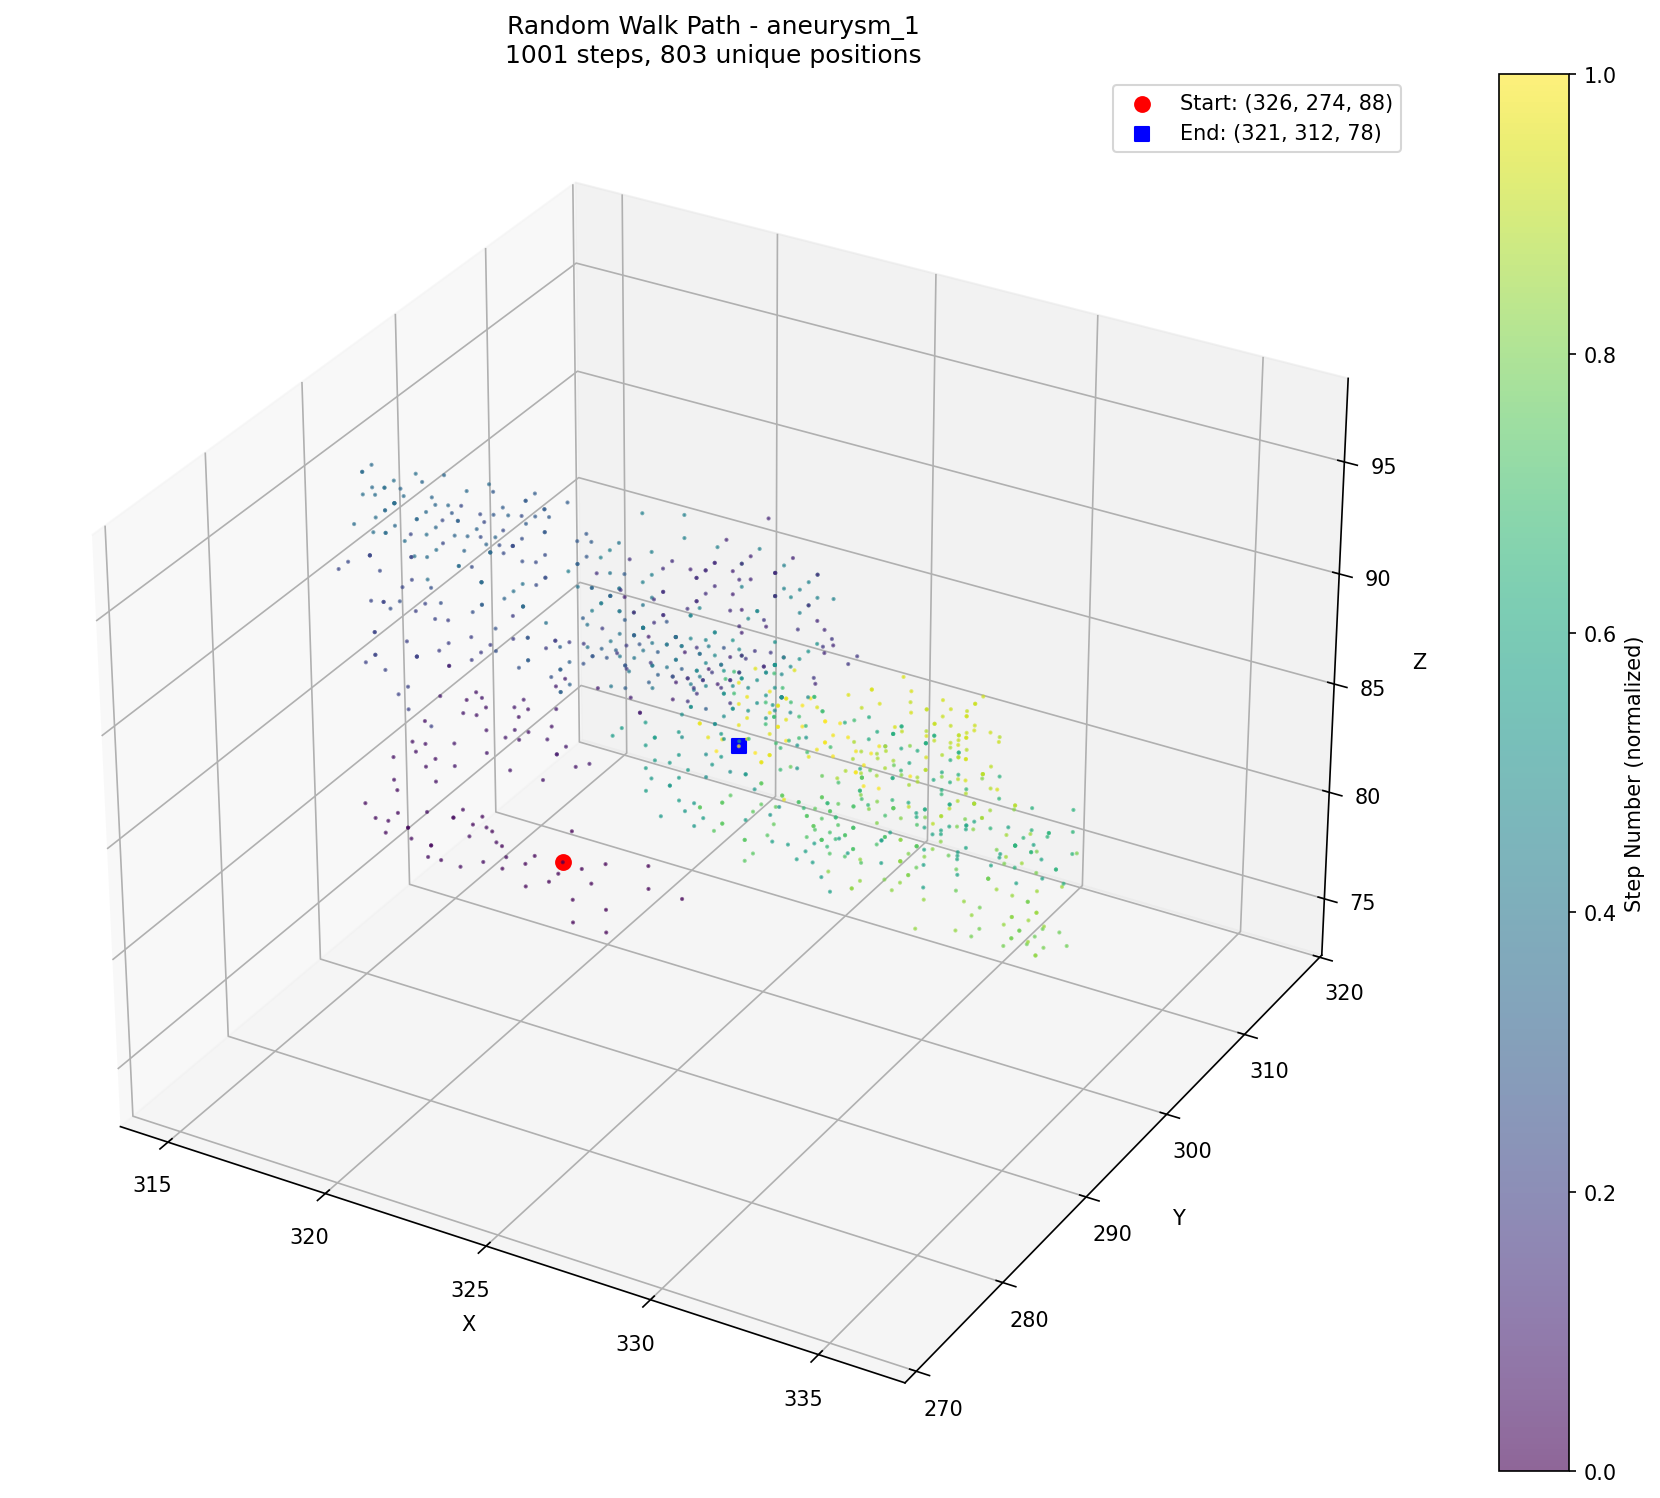 Random Walk Path - aneurysm_1
1001 steps, 803 unique positions
Start: (326, 274, 88)
End: (321, 312, 78)
1.0
0.8
0.6
0.4
0.2
0.0
Step Number (normalized)
95
90
85
80
75
Z
320
310
300
290
280
270
Y
315
320
325
330
335
X